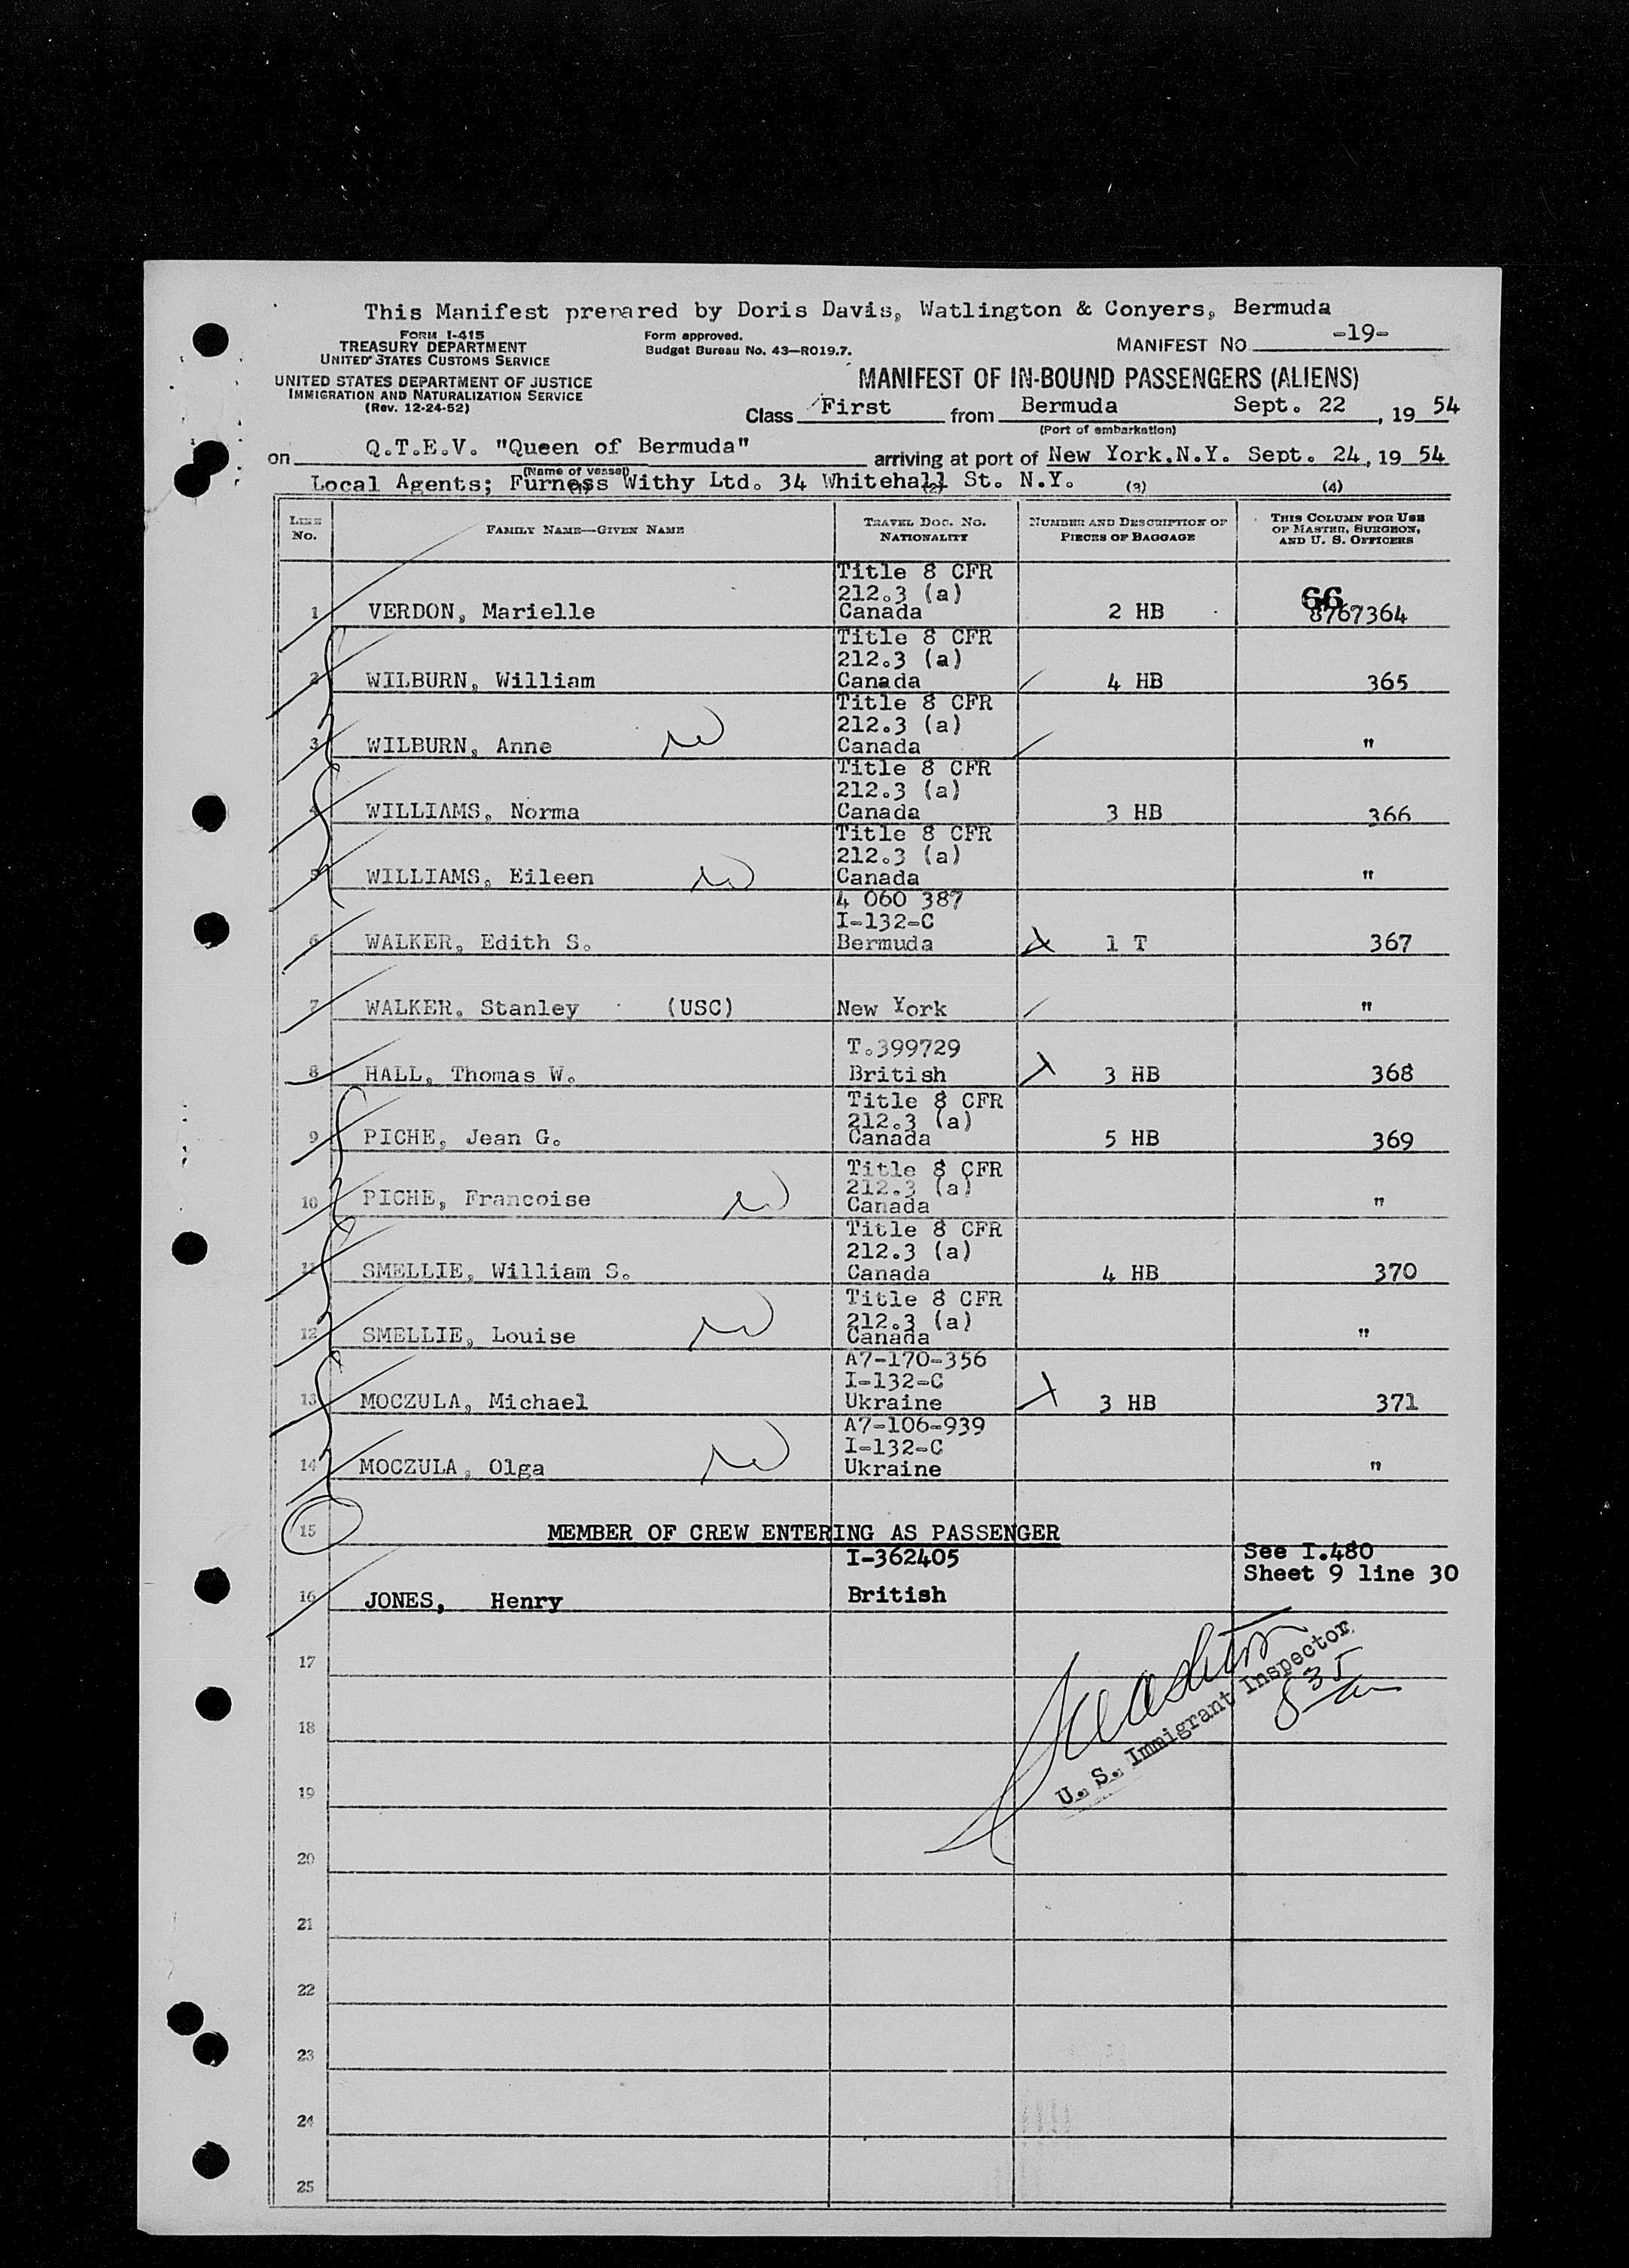 This Manifest prepared by Doris Davis, Watlington & Conyers, Bermuda
FORM I-415
TREASURY DEPARTMENT
UNITED STATES CUSTOMS SERVICE
UNITED STATES DEPARTMENT OF JUSTICE
IMMIGRATION AND NATURALIZATION SERVICE
(Rev. 12-24-52)
Form approved.
Budget Bureau No. 43—RO19.7.
MANIFEST NO -19-
MANIFEST OF IN-BOUND PASSENGERS (ALIENS)
Class First from Bermuda Sept. 22, 19 54
(Port of embarkation)
on Q.T.E.V. "Queen of Bermuda" arriving at port of New York.N.Y. Sept. 24, 19 54
(Name of vessel)
Local Agents; Furness Withy Ltd. 34 Whitehall St. N.Y.
(1) (2) (3) (4)
LINE No. FAMILY NAME—GIVEN NAME TRAVEL DOC. NO. NATIONALITY NUMBER AND DESCRIPTION OF PIECES OF BAGGAGE THIS COLUMN FOR USE OF MASTER, SURGEON, AND U. S. OFFICERS
Title 8 CFR
212.3 (a) 66
1 VERDON, Marielle Canada 2 HB 8767364
Title 8 CFR
212.3 (a)
2 WILBURN, William Canada 4 HB 365
Title 8 CFR
212.3 (a)
3 WILBURN, Anne Canada "
Title 8 CFR
212.3 (a)
4 WILLIAMS, Norma Canada 3 HB 366
Title 8 CFR
212.3 (a)
5 WILLIAMS, Eileen Canada "
4 060 387
I-132-C
6 WALKER, Edith S. Bermuda 1 T 367
7 WALKER, Stanley (USC) New York "
T.399729
8 HALL, Thomas W. British 3 HB 368
Title 8 CFR
212.3 (a)
9 PICHE, Jean G. Canada 5 HB 369
Title 8 CFR
212.3 (a)
10 PICHE, Francoise Canada "
Title 8 CFR
212.3 (a)
11 SMELLIE, William S. Canada 4 HB 370
Title 8 CFR
212.3 (a)
12 SMELLIE, Louise Canada "
A7-170-356
I-132-C
13 MOCZULA, Michael Ukraine 3 HB 371
A7-106-939
I-132-C
14 MOCZULA, Olga Ukraine "
15 MEMBER OF CREW ENTERING AS PASSENGER
I-362405 See I.480
Sheet 9 line 30
16 JONES, Henry British
U. S. Immigrant Inspector
17
18
19
20
21
22
23
24
25